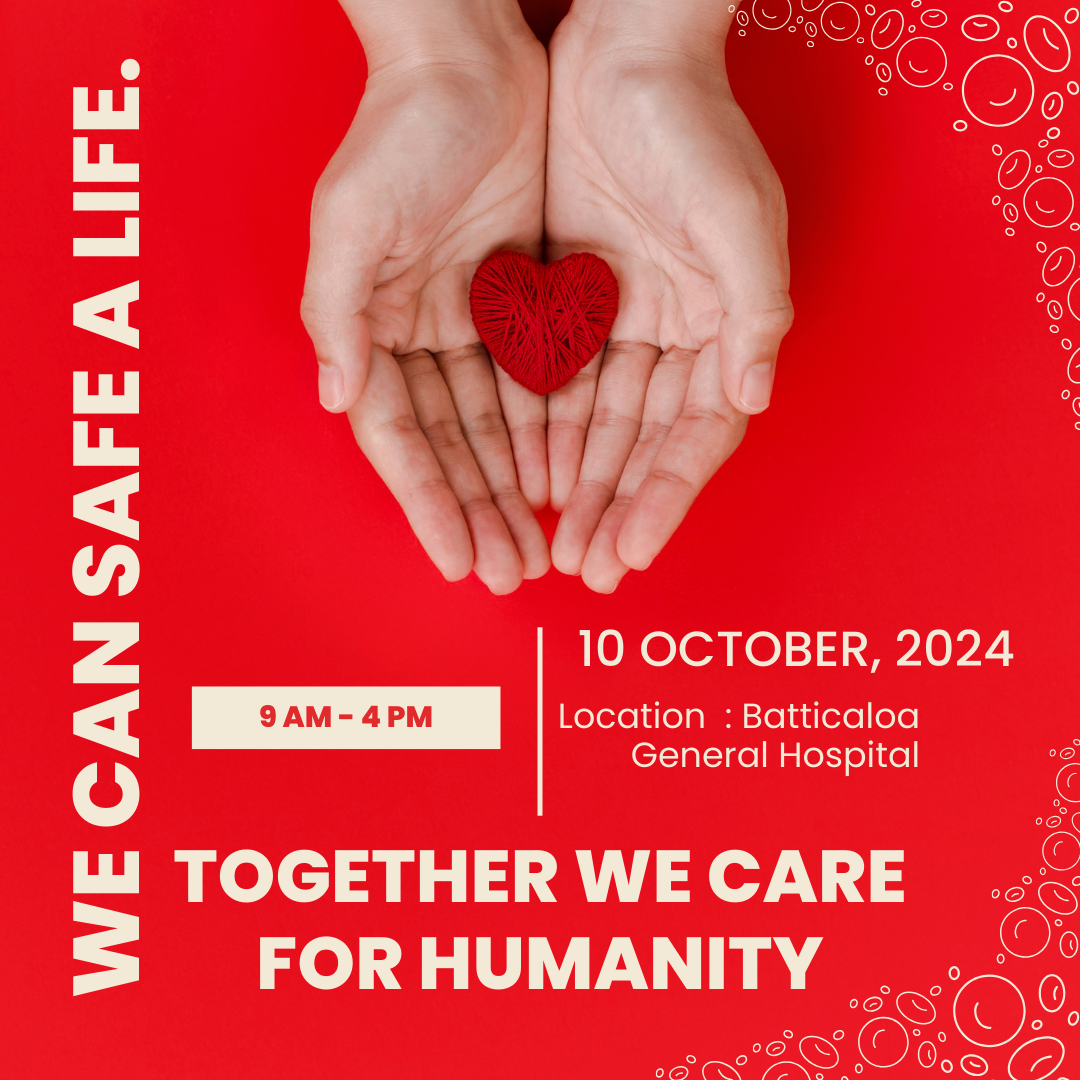 WE CAN SAFE A LIFE.
10 OCTOBER, 2024
9 AM - 4 PM
Location : Batticaloa
General Hospital
TOGETHER WE CARE
FOR HUMANITY